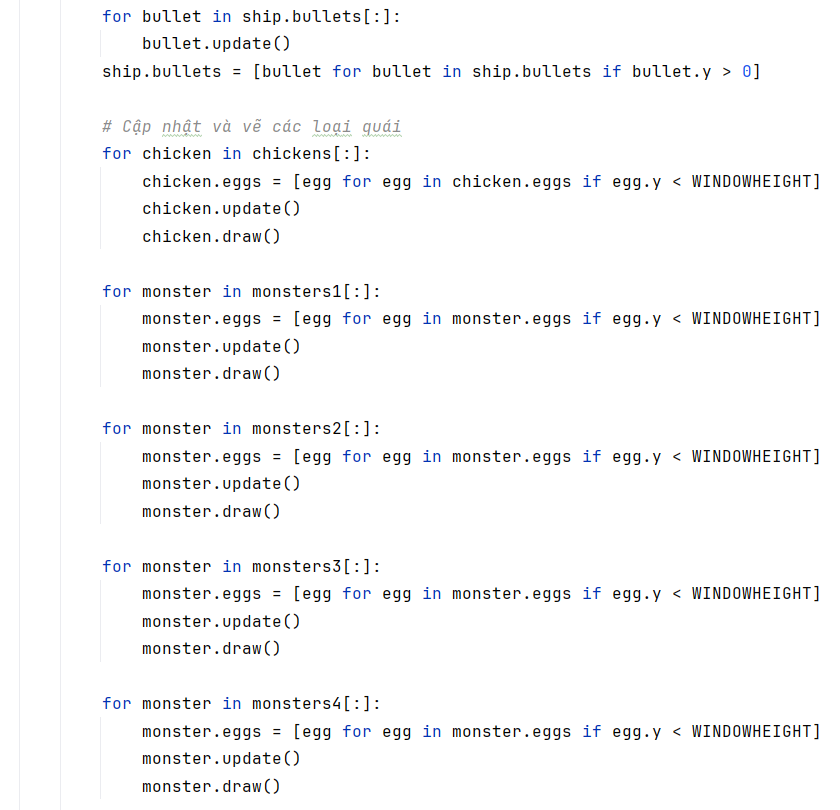 for bullet in ship.bullets[:]:
    bullet.update()
ship.bullets = [bullet for bullet in ship.bullets if bullet.y > 0]

# Cập nhật và vẽ các loại quái
for chicken in chickens[:]:
    chicken.eggs = [egg for egg in chicken.eggs if egg.y < WINDOWHEIGHT]
    chicken.update()
    chicken.draw()

for monster in monsters1[:]:
    monster.eggs = [egg for egg in monster.eggs if egg.y < WINDOWHEIGHT]
    monster.update()
    monster.draw()

for monster in monsters2[:]:
    monster.eggs = [egg for egg in monster.eggs if egg.y < WINDOWHEIGHT]
    monster.update()
    monster.draw()

for monster in monsters3[:]:
    monster.eggs = [egg for egg in monster.eggs if egg.y < WINDOWHEIGHT]
    monster.update()
    monster.draw()

for monster in monsters4[:]:
    monster.eggs = [egg for egg in monster.eggs if egg.y < WINDOWHEIGHT]
    monster.update()
    monster.draw()